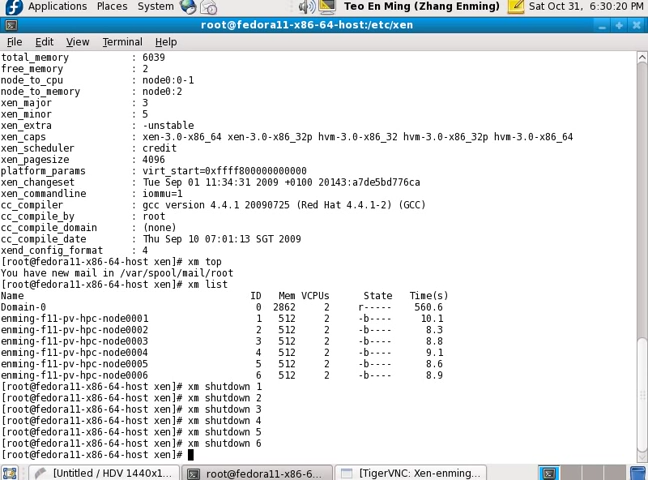 Applications Places System Teo En Ming (Zhang Enming) Sat Oct 31, 6:30:20 PM
root@fedora11-x86-64-host:/etc/xen
File Edit View Terminal Help
total_memory : 6039
free_memory : 2
node_to_cpu : node0:0-1
node_to_memory : node0:2
xen_major : 3
xen_minor : 5
xen_extra : -unstable
xen_caps : xen-3.0-x86_64 xen-3.0-x86_32p hvm-3.0-x86_32 hvm-3.0-x86_32p hvm-3.0-x86_64
xen_scheduler : credit
xen_pagesize : 4096
platform_params : virt_start=0xffff800000000000
xen_changeset : Tue Sep 01 11:34:31 2009 +0100 20143:a7de5bd776ca
xen_commandline : iommu=1
cc_compiler : gcc version 4.4.1 20090725 (Red Hat 4.4.1-2) (GCC)
cc_compile_by : root
cc_compile_domain : (none)
cc_compile_date : Thu Sep 10 07:01:13 SGT 2009
xend_config_format : 4
[root@fedora11-x86-64-host xen]# xm top
You have new mail in /var/spool/mail/root
[root@fedora11-x86-64-host xen]# xm list
Name ID Mem VCPUs State Time(s)
Domain-0 0 2862 2 r----- 560.6
enming-f11-pv-hpc-node0001 1 512 2 -b---- 10.1
enming-f11-pv-hpc-node0002 2 512 2 -b---- 8.3
enming-f11-pv-hpc-node0003 3 512 2 -b---- 8.8
enming-f11-pv-hpc-node0004 4 512 2 -b---- 9.1
enming-f11-pv-hpc-node0005 5 512 2 -b---- 8.6
enming-f11-pv-hpc-node0006 6 512 2 -b---- 8.9
[root@fedora11-x86-64-host xen]# xm shutdown 1
[root@fedora11-x86-64-host xen]# xm shutdown 2
[root@fedora11-x86-64-host xen]# xm shutdown 3
[root@fedora11-x86-64-host xen]# xm shutdown 4
[root@fedora11-x86-64-host xen]# xm shutdown 5
[root@fedora11-x86-64-host xen]# xm shutdown 6
[root@fedora11-x86-64-host xen]#
[Untitled / HDV 1440x1... root@fedora11-x86-6... [TigerVNC: Xen-enming...